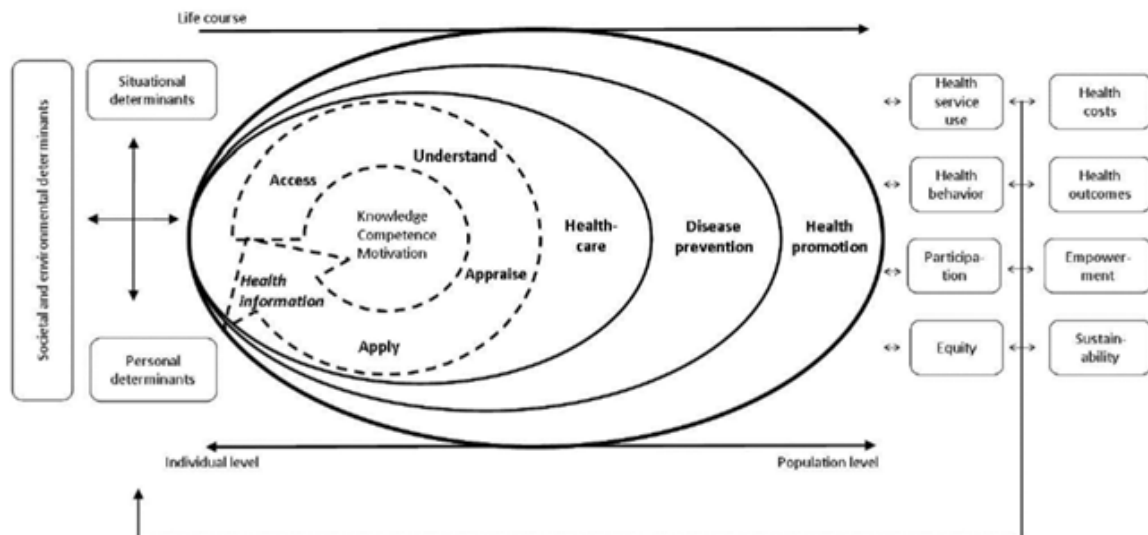 Life course
Societal and environmental determinants
Situational
determinants
Personal
determinants
Access
Understand
Knowledge
Competence
Motivation
Health
information
Appraise
Apply
Health-
care
Disease
prevention
Health
promotion
Health
service
use
Health
costs
Health
behavior
Health
outcomes
Participa-
tion
Empower-
ment
Equity
Sustain-
ability
Individual level
Population level